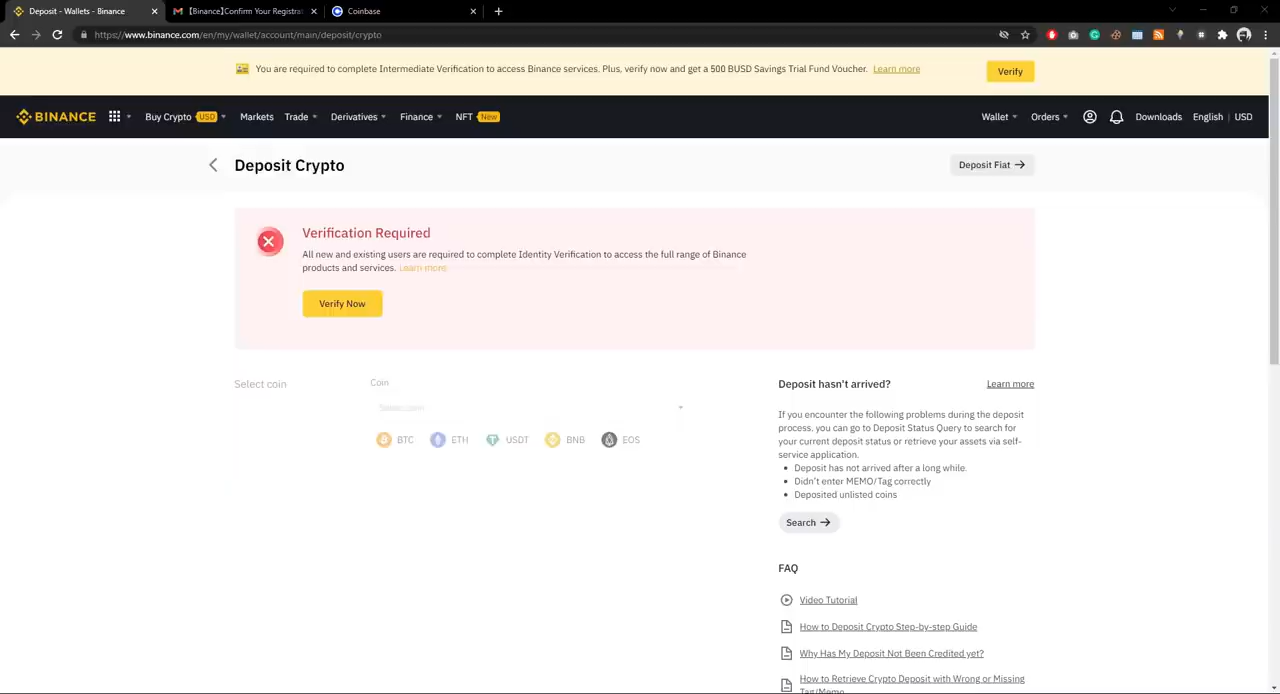 Deposit - Wallets - Binance
【Binance】Confirm Your Registrat
Coinbase
https://www.binance.com/en/my/wallet/account/main/deposit/crypto
You are required to complete Intermediate Verification to access Binance services. Plus, verify now and get a 500 BUSD Savings Trial Fund Voucher. Learn more
Verify
BINANCE Buy Crypto USD Markets Trade Derivatives Finance NFT New Wallet Orders Downloads English | USD
Deposit Crypto
Deposit Fiat →
Verification Required
All new and existing users are required to complete Identity Verification to access the full range of Binance
products and services. Learn more.
Verify Now
Select coin
Coin
Select coin
BTC ETH USDT BNB EOS
Deposit hasn't arrived? Learn more
If you encounter the following problems during the deposit
process, you can go to Deposit Status Query to search for
your current deposit status or retrieve your assets via self-
service application.
• Deposit has not arrived after a long while.
• Didn't enter MEMO/Tag correctly
• Deposited unlisted coins
Search →
FAQ
Video Tutorial
How to Deposit Crypto Step-by-step Guide
Why Has My Deposit Not Been Credited yet?
How to Retrieve Crypto Deposit with Wrong or Missing
Tag/Memo